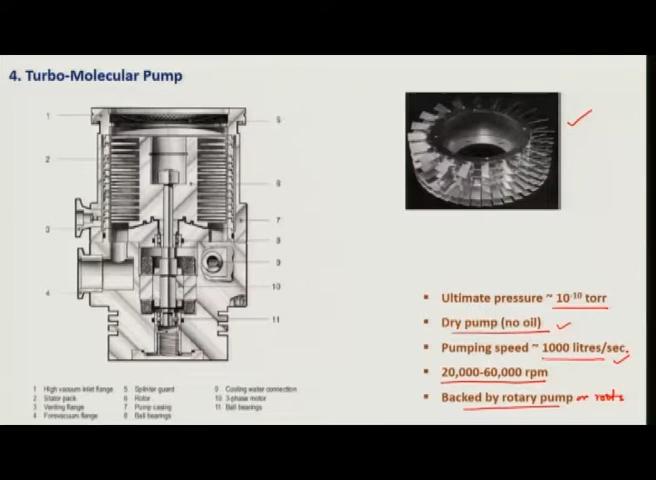 4. Turbo-Molecular Pump
1
2
3
4
5
6
7
8
9
10
11
▪ Ultimate pressure ~ 10⁻¹⁰ torr
▪ Dry pump (no oil)
▪ Pumping speed ~ 1000 litres/sec.
▪ 20,000-60,000 rpm
▪ Backed by rotary pump or roots
1 High vacuum inlet flange 5 Splinter guard 9 Cooling water connection
2 Stator pack 6 Rotor 10 3-phase motor
3 Venting flange 7 Pump casing 11 Ball bearings
4 Forevacuum flange 8 Ball bearings